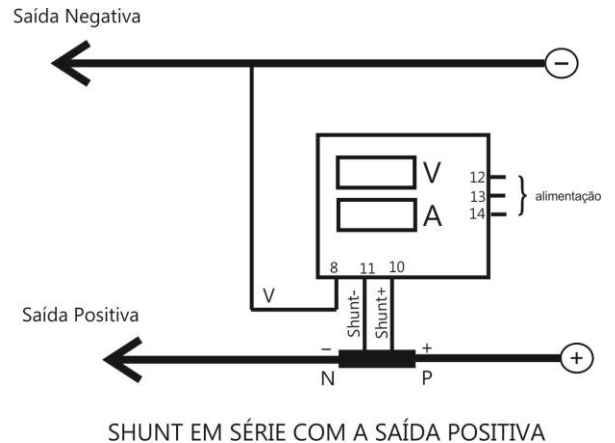 Saída Negativa
−
V
A
12
13
14
alimentação
8 11 10
V
Shunt-
Shunt+
Saída Positiva
− +
N P
+
SHUNT EM SÉRIE COM A SAÍDA POSITIVA